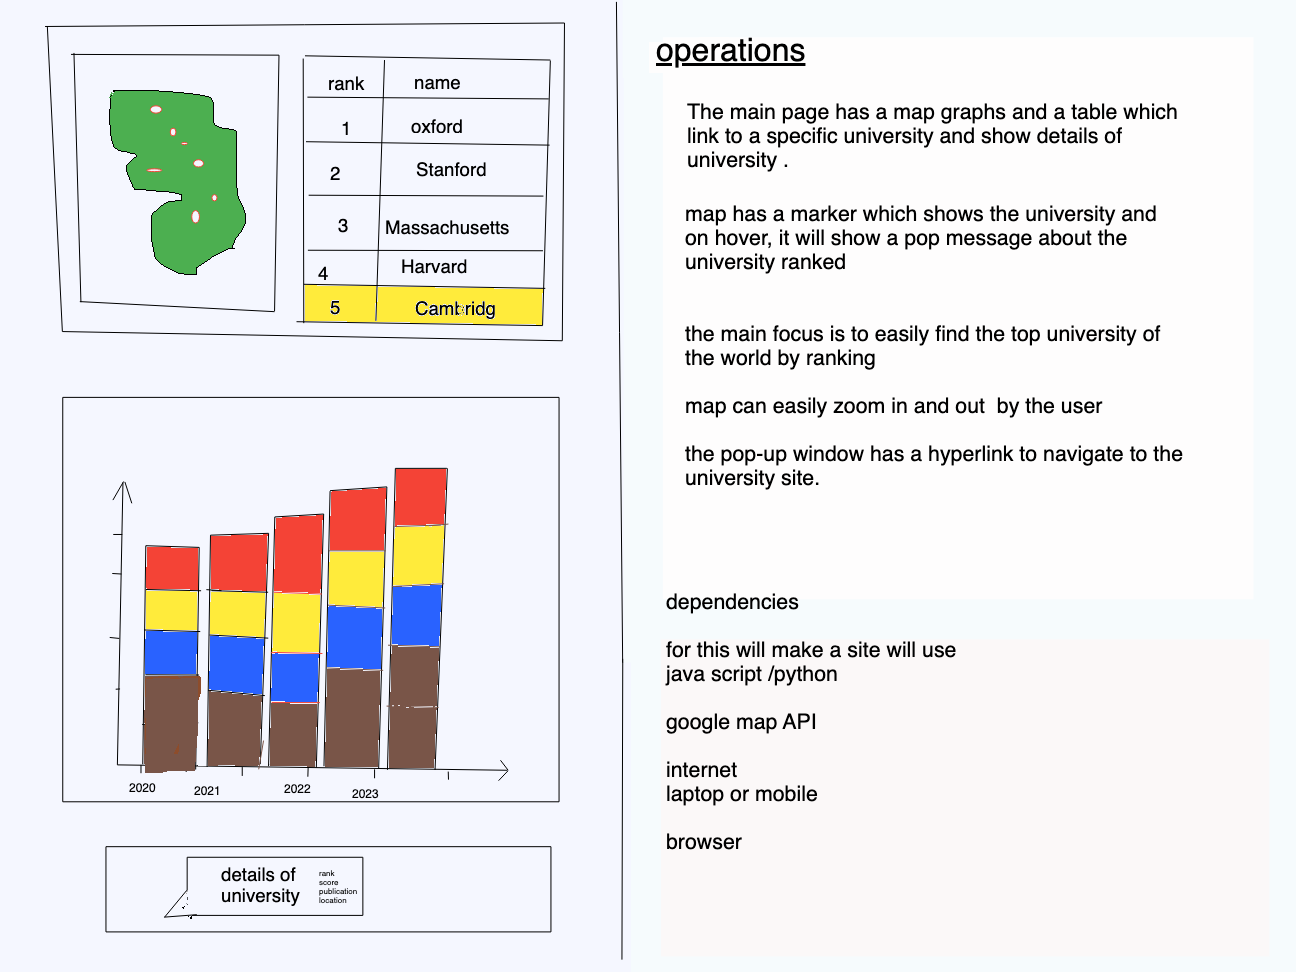 rank name
1 oxford
2 Stanford
3 Massachusetts
4 Harvard
5 Cambridg
2020 2021 2022 2023
details of
university
rank
score
publication
location
operations
The main page has a map graphs and a table which
link to a specific university and show details of
university .
map has a marker which shows the university and
on hover, it will show a pop message about the
university ranked
the main focus is to easily find the top university of
the world by ranking
map can easily zoom in and out by the user
the pop-up window has a hyperlink to navigate to the
university site.
dependencies
for this will make a site will use
java script /python
google map API
internet
laptop or mobile
browser